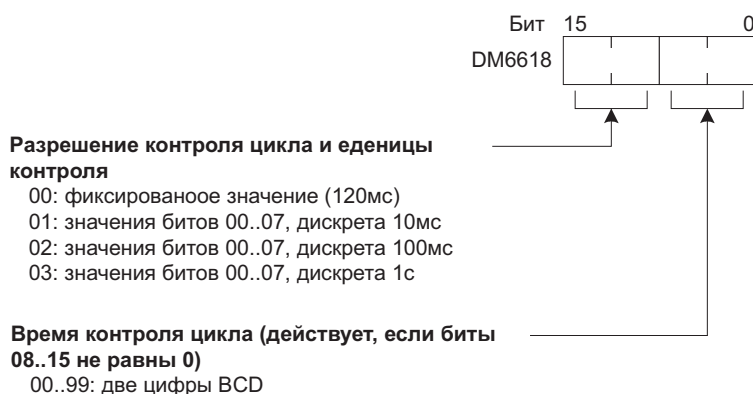 Бит 15 0
DM6618
Разрешение контроля цикла и еденицы
контроля
00: фиксированоое значение (120мс)
01: значения битов 00..07, дискрета 10мс
02: значения битов 00..07, дискрета 100мс
03: значения битов 00..07, дискрета 1с
Время контроля цикла (действует, если биты
08..15 не равны 0)
00..99: две цифры BCD